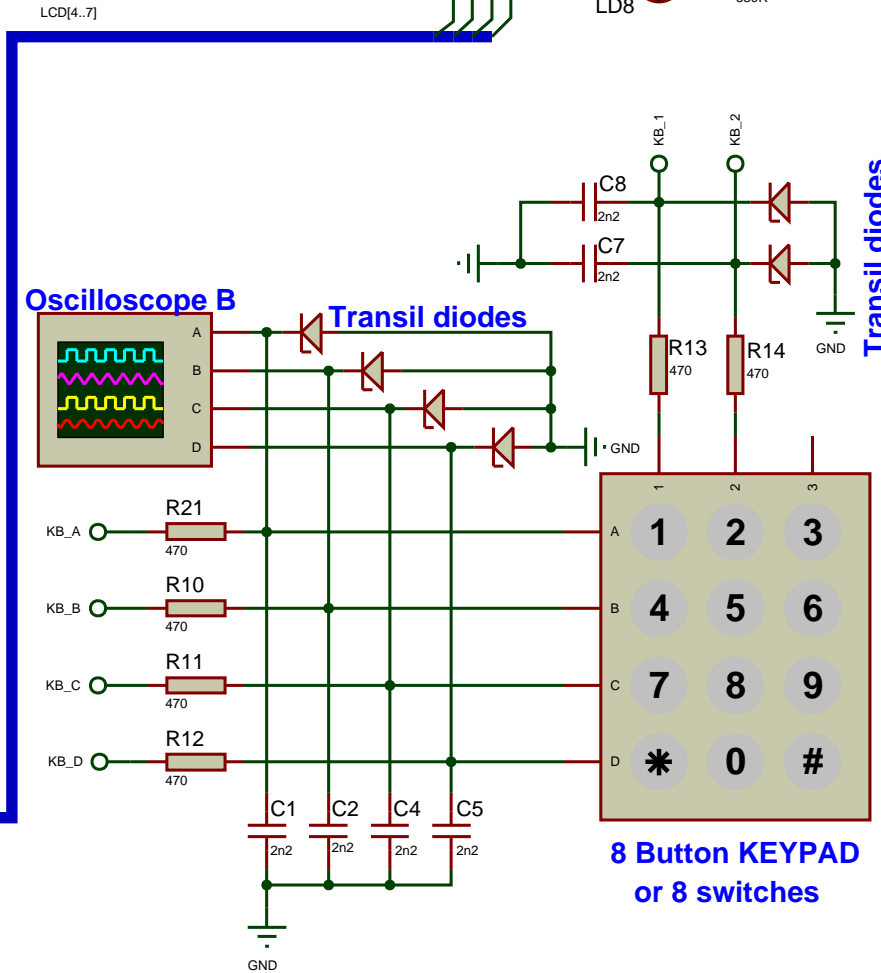 LCD[4..7]
LD8
KB_1
KB_2
C8
2n2
C7
2n2
Transil diodes
Oscilloscope B
Transil diodes
A
B
C
D
R13
470
R14
470
GND
GND
1
2
3
KB_A
R21
470
A
1 2 3
KB_B
R10
470
B
4 5 6
KB_C
R11
470
C
7 8 9
KB_D
R12
470
D
* 0 #
C1
2n2
C2
2n2
C4
2n2
C5
2n2
8 Button KEYPAD
or 8 switches
GND